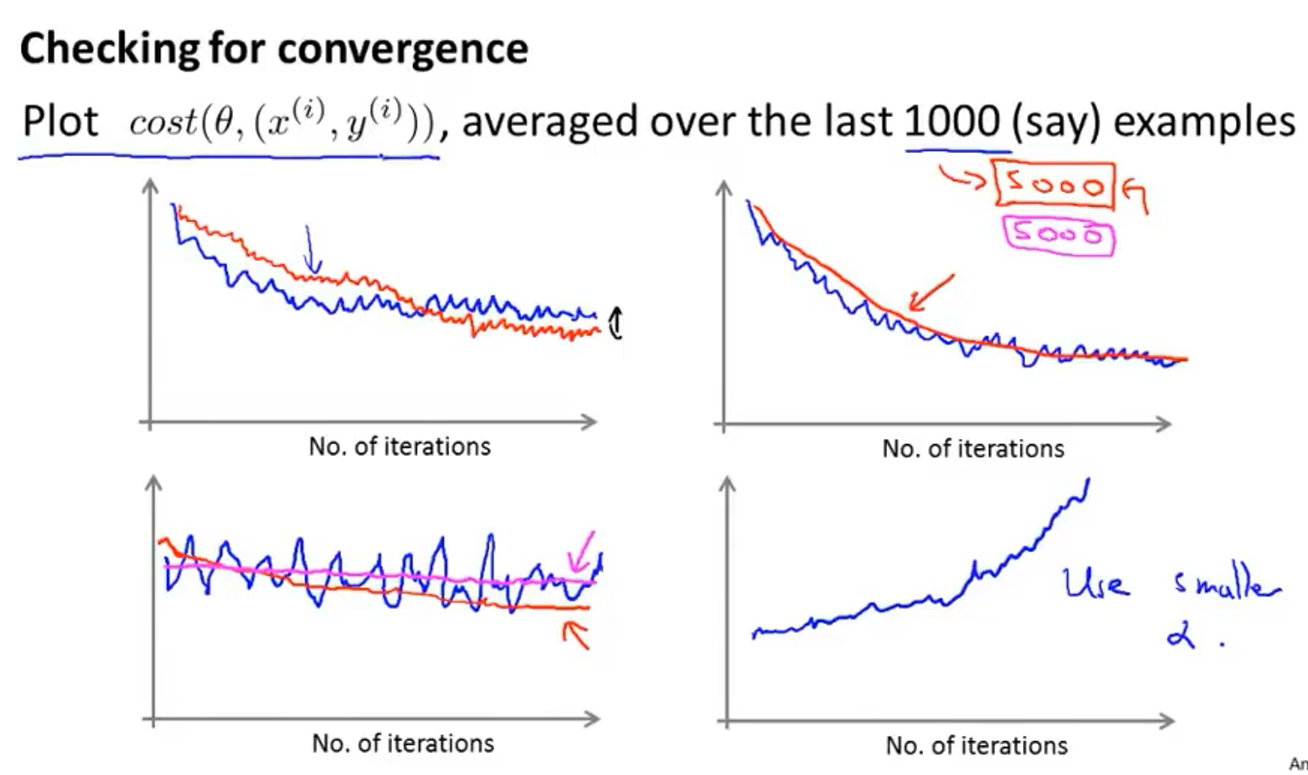 Checking for convergence
Plot cost(θ, (x^(i), y^(i))), averaged over the last 1000 (say) examples
5000
5000
No. of iterations
No. of iterations
Use smaller
α.
No. of iterations
No. of iterations
An